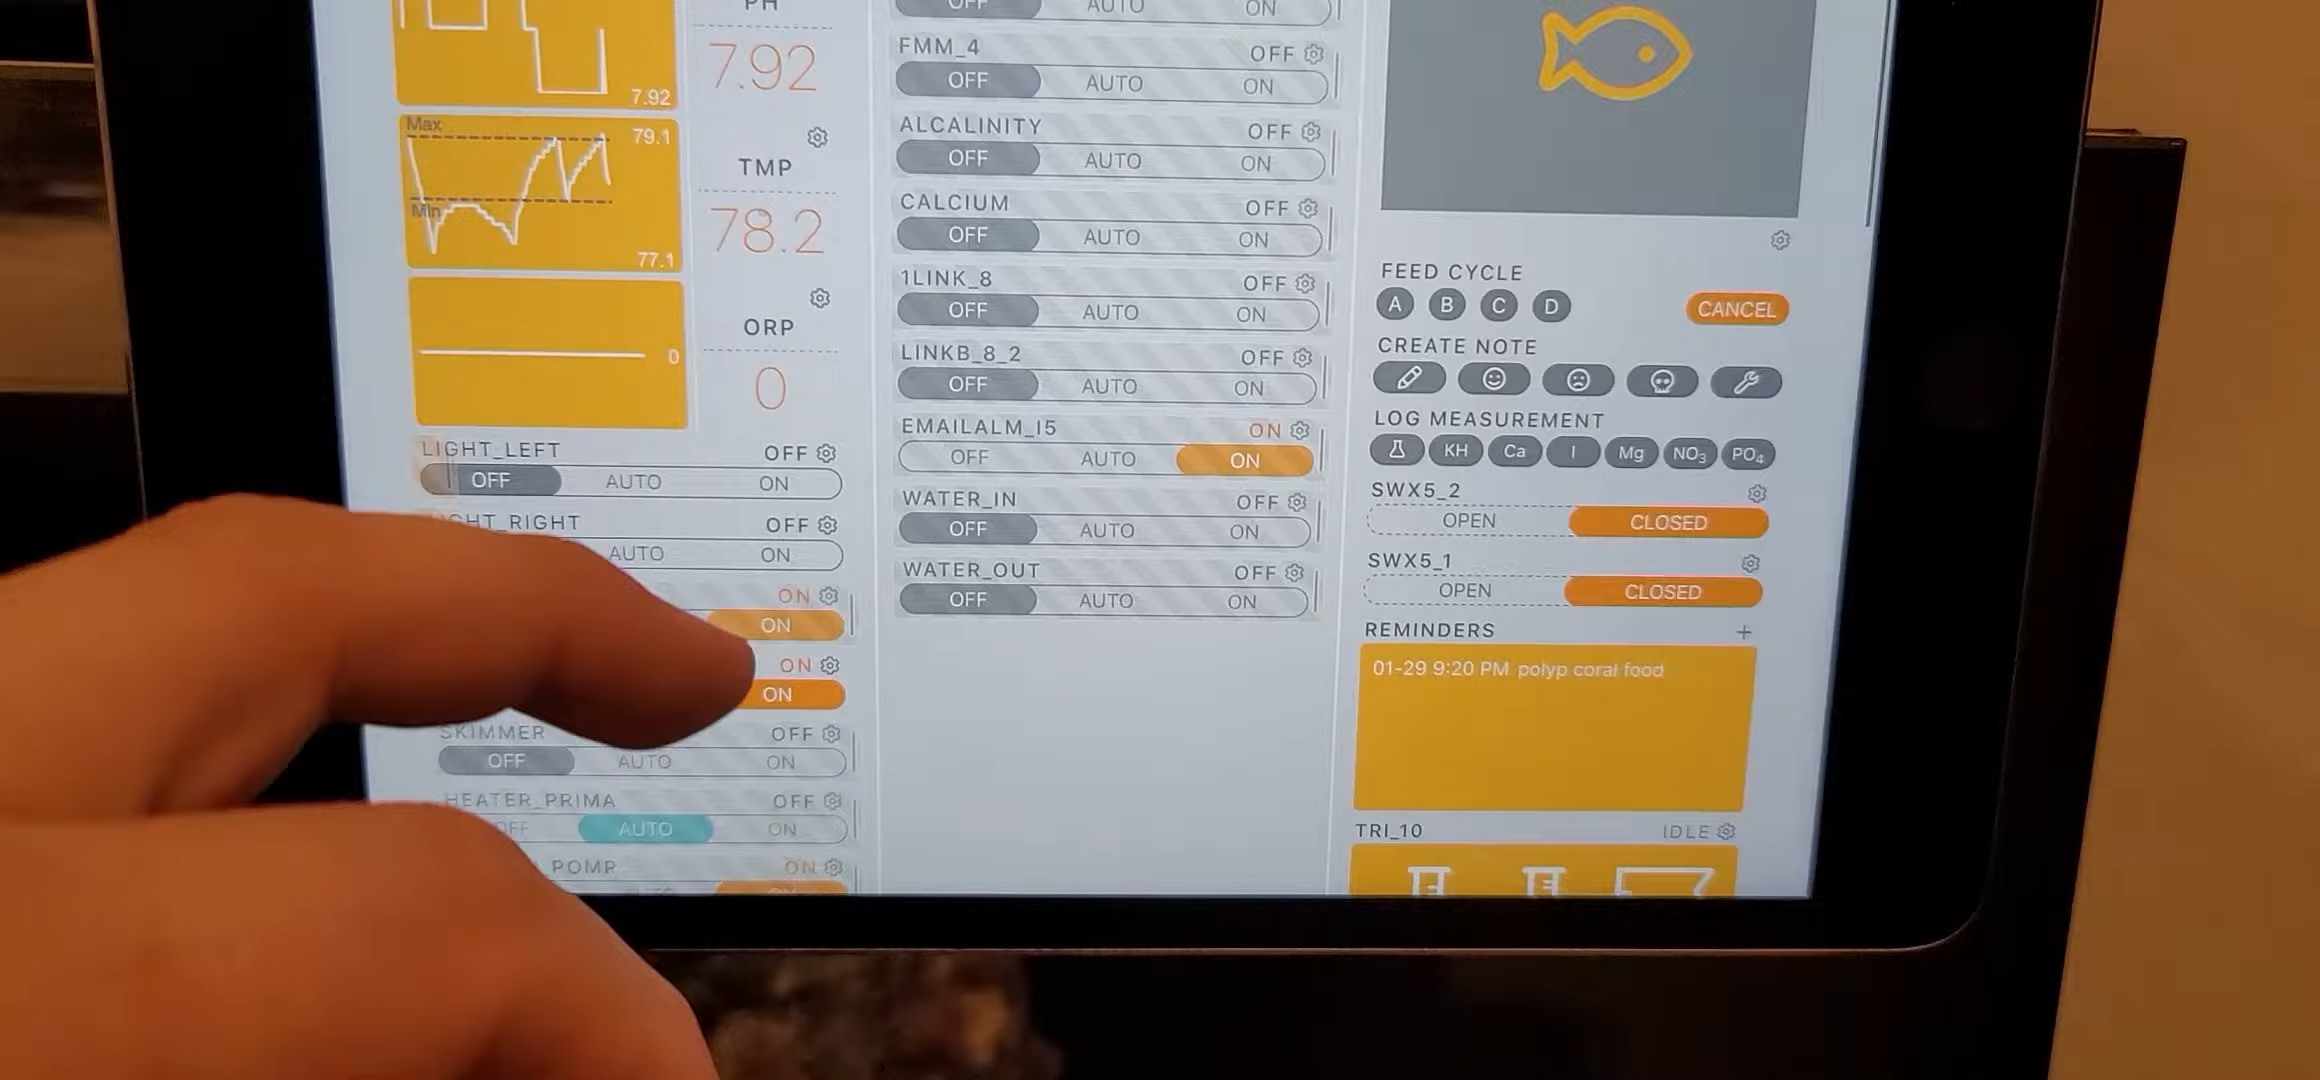 PH
7.92
7.92
Max
79.1
Min
77.1
TMP
78.2
0
ORP
0
LIGHT_LEFT OFF
OFF AUTO ON
RIGHT OFF
AUTO ON
ON
ON
ON
ON
SKIMMER OFF
OFF AUTO ON
HEATER_PRIMA OFF
OFF AUTO ON
POMP ON
OFF AUTO ON
FMM_4 OFF
OFF AUTO ON
ALCALINITY OFF
OFF AUTO ON
CALCIUM OFF
OFF AUTO ON
1LINK_8 OFF
OFF AUTO ON
LINKB_8_2 OFF
OFF AUTO ON
EMAILALM_I5 ON
OFF AUTO ON
WATER_IN OFF
OFF AUTO ON
WATER_OUT OFF
OFF AUTO ON
FEED CYCLE
A B C D CANCEL
CREATE NOTE
LOG MEASUREMENT
KH Ca I Mg NO3 PO4
SWX5_2
OPEN CLOSED
SWX5_1
OPEN CLOSED
REMINDERS +
01-29 9:20 PM polyp coral food
TRI_10 IDLE